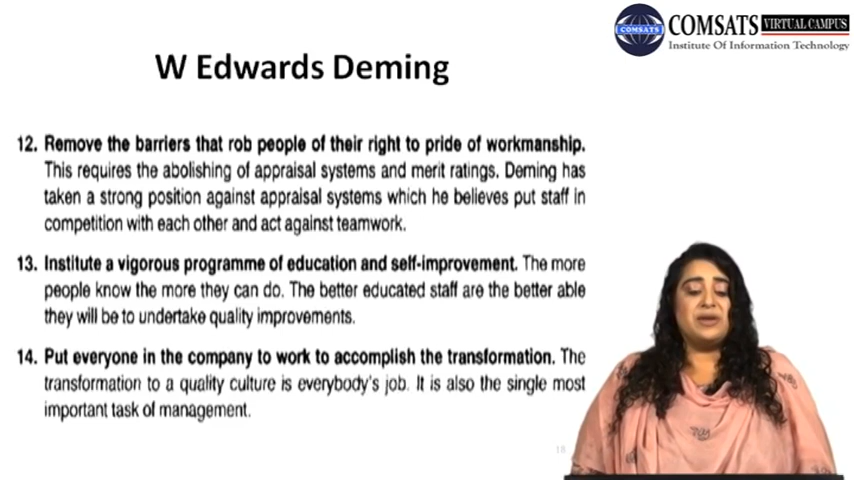 COMSATS
COMSATS VIRTUAL CAMPUS
Institute Of Information Technology
W Edwards Deming
12. Remove the barriers that rob people of their right to pride of workmanship.
This requires the abolishing of appraisal systems and merit ratings. Deming has
taken a strong position against appraisal systems which he believes put staff in
competition with each other and act against teamwork.
13. Institute a vigorous programme of education and self-improvement. The more
people know the more they can do. The better educated staff are the better able
they will be to undertake quality improvements.
14. Put everyone in the company to work to accomplish the transformation. The
transformation to a quality culture is everybody's job. It is also the single most
important task of management.
18